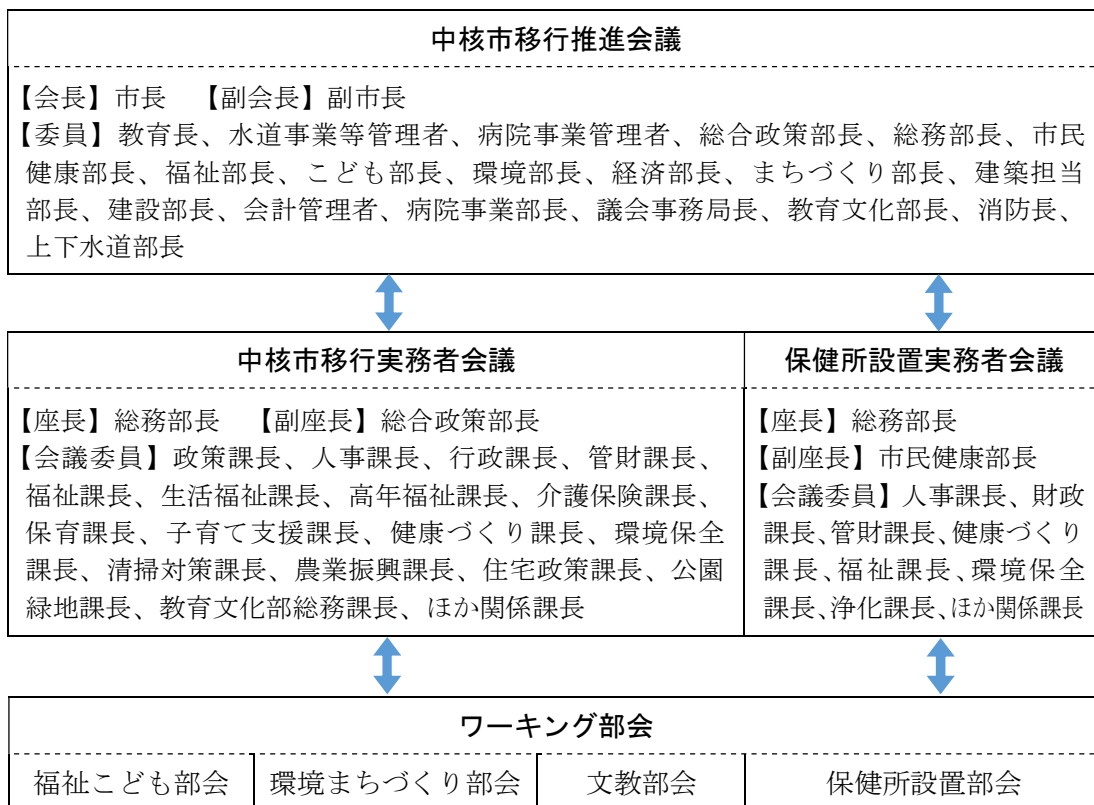 中核市移行推進会議
【会長】市長　【副会長】副市長
【委員】教育長、水道事業等管理者、病院事業管理者、総合政策部長、総務部長、市民
健康部長、福祉部長、こども部長、環境部長、経済部長、まちづくり部長、建築担当
部長、建設部長、会計管理者、病院事業部長、議会事務局長、教育文化部長、消防長、
上下水道部長
中核市移行実務者会議
【座長】総務部長　【副座長】総合政策部長
【会議委員】政策課長、人事課長、行政課長、管財課長、
福祉課長、生活福祉課長、高年福祉課長、介護保険課長、
保育課長、子育て支援課長、健康づくり課長、環境保全
課長、清掃対策課長、農業振興課長、住宅政策課長、公園
緑地課長、教育文化部総務課長、ほか関係課長
保健所設置実務者会議
【座長】総務部長
【副座長】市民健康部長
【会議委員】人事課長、財政
課長、管財課長、健康づくり
課長、福祉課長、環境保全
課長、浄化課長、ほか関係課長
ワーキング部会
福祉こども部会
環境まちづくり部会
文教部会
保健所設置部会